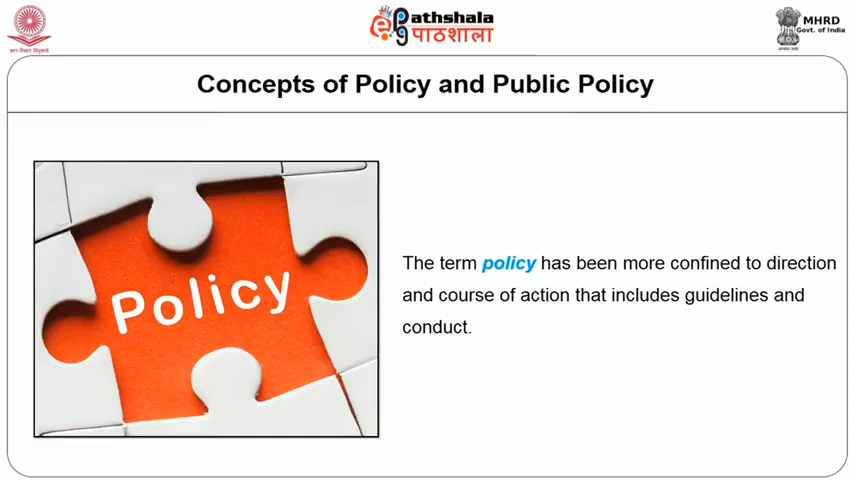 ePathshala
पाठशाला
MHRD
Govt. of India
Concepts of Policy and Public Policy
Policy
The term policy has been more confined to direction
and course of action that includes guidelines and
conduct.